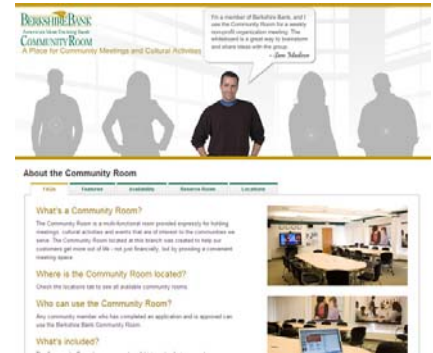 BERKSHIRE BANK
America's Most Exciting Bank
COMMUNITY ROOM
A Place for Community Meetings and Cultural Activities
I'm a member of Berkshire Bank, and I
use the Community Room for a weekly
nonprofit organization meeting. The
whiteboard is a great way to brainstorm
and share ideas with the group.
About the Community Room
FAQs Features Availability Reserve Room Locations
What's a Community Room?
The Community Room is a multi-functional room provided expressly for holding
meetings, cultural activities and events that are of interest to the communities we
serve. The Community Room located at this branch was created to help our
customers get more out of life - not just financially, but by providing a convenient
meeting space.
Where is the Community Room located?
Check the locations tab to see all available community rooms.
Who can use the Community Room?
Any community member who has completed an application and is approved can
use the Berkshire Bank Community Room.
What's included?